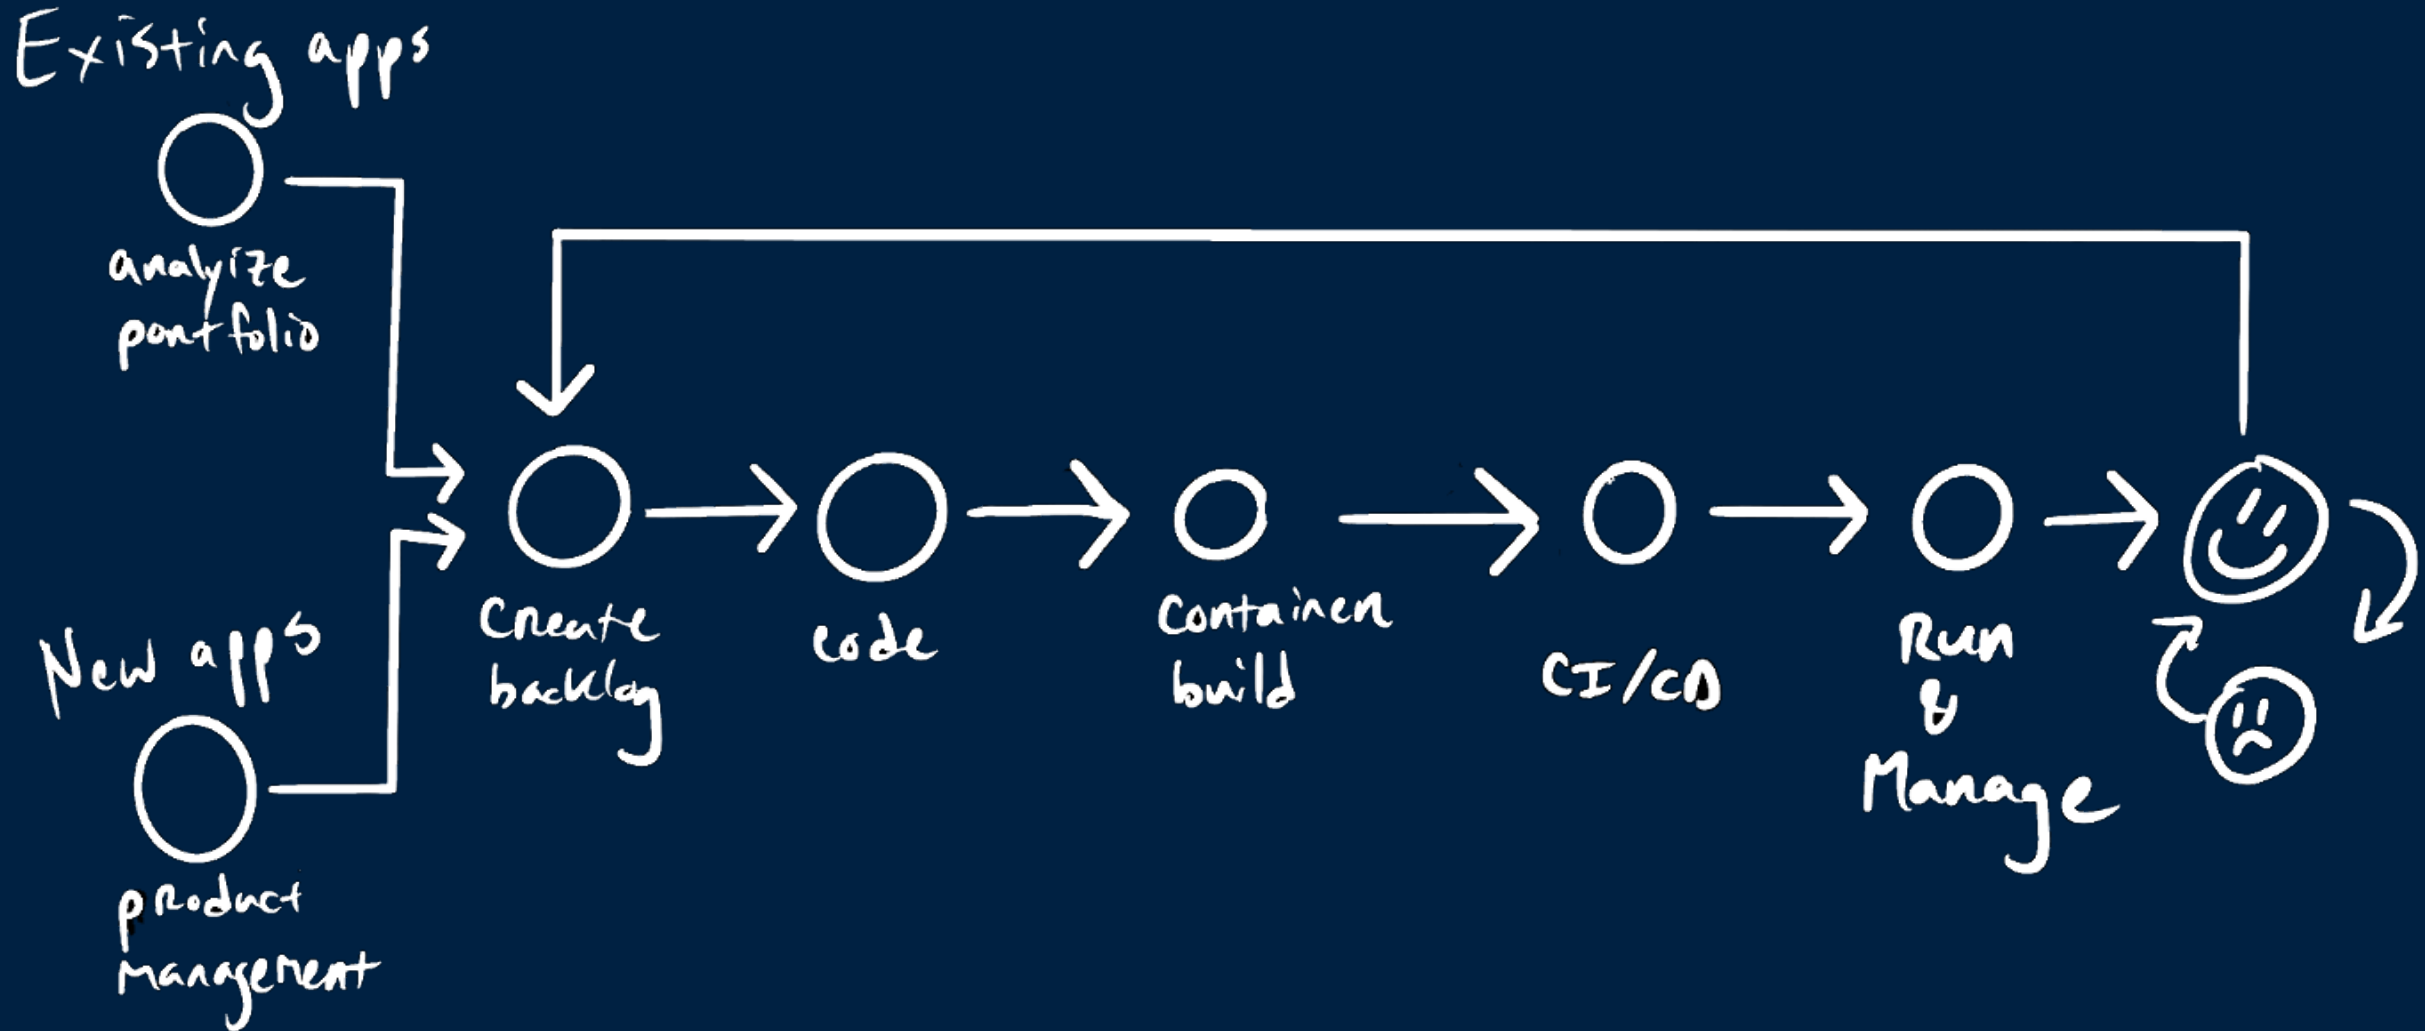 Existing apps
analyize
portfolio
New apps
product
management
Create
backlog
code
container
build
CI/CD
Run
&
Manage